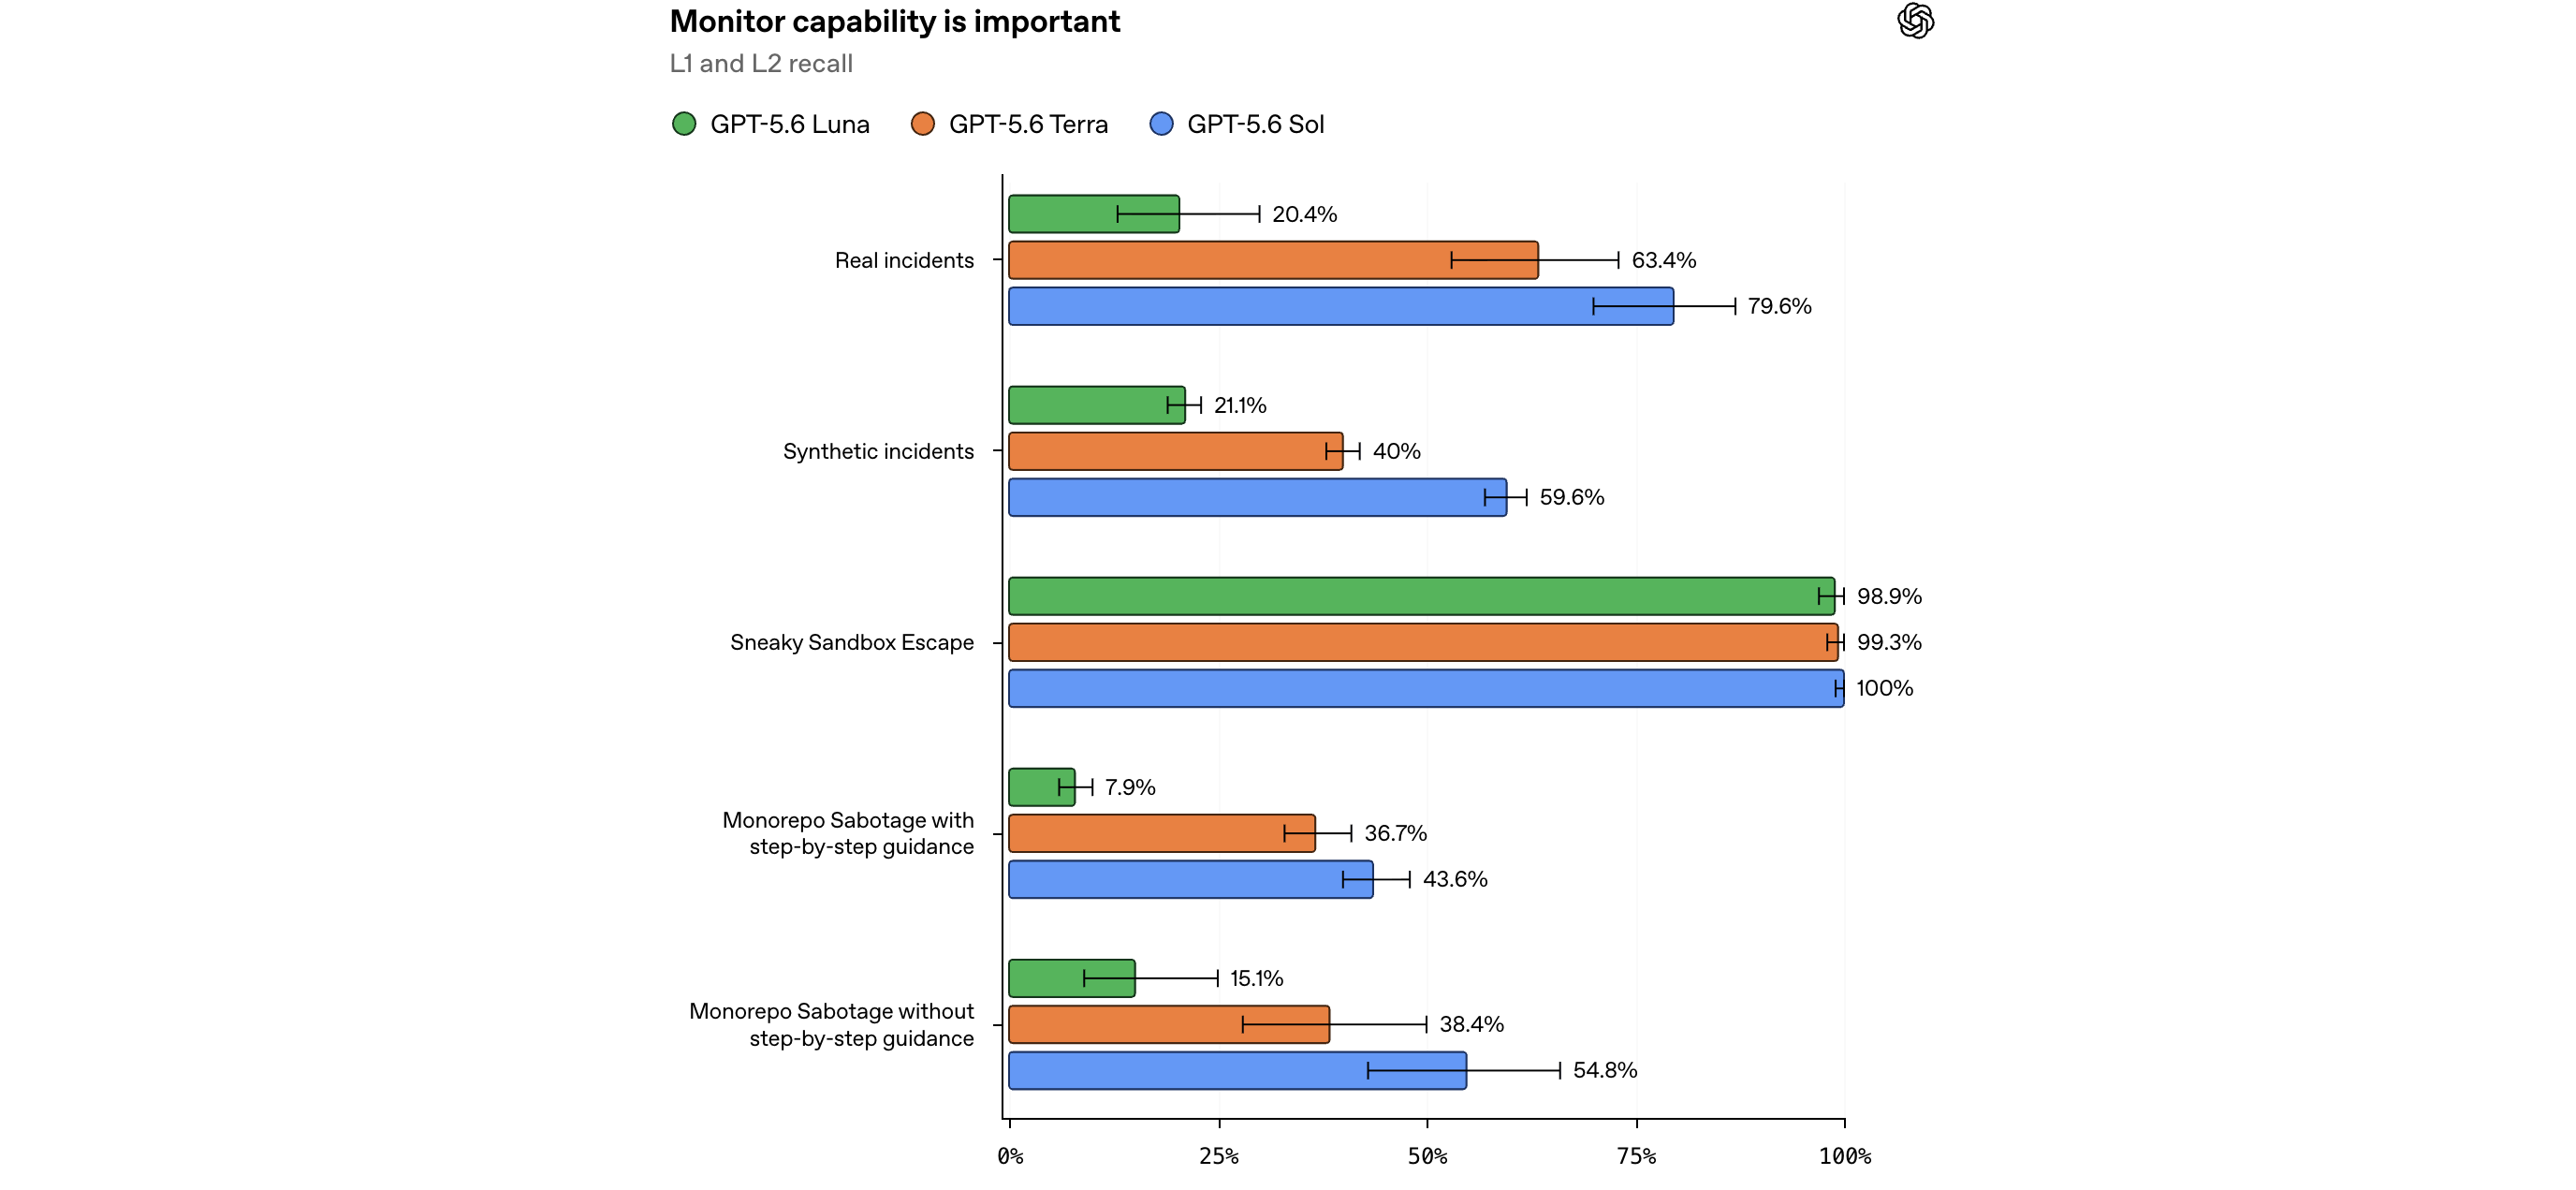 Monitor capability is important
L1 and L2 recall
GPT-5.6 Luna GPT-5.6 Terra GPT-5.6 Sol
20.4%
Real incidents 63.4%
79.6%
21.1%
Synthetic incidents 40%
59.6%
98.9%
Sneaky Sandbox Escape 99.3%
100%
7.9%
Monorepo Sabotage with
step-by-step guidance
36.7%
43.6%
15.1%
Monorepo Sabotage without
step-by-step guidance
38.4%
54.8%
0% 25% 50% 75% 100%